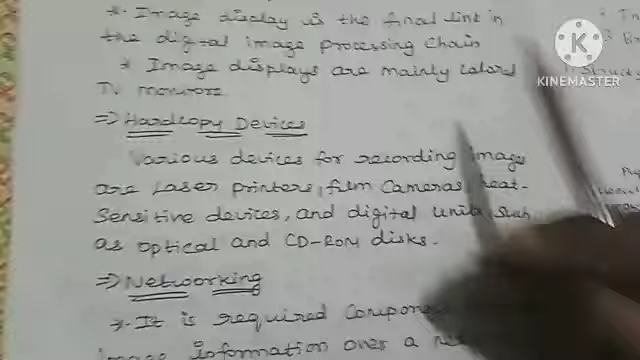 * Image display is the final link in
the digital image processing chain
* Image displays are mainly colord
TV monitors
⇒ Hardcopy Devices
Various devices for recording images
are Laser printers, film Cameras, heat-
Sensitive devices, and digital units, such
as optical and CD-ROM disks.
⇒ Networking
* It is required
image information over a
KINEMASTER